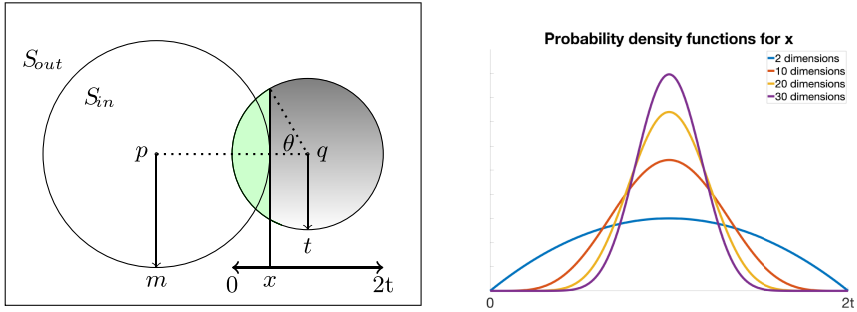 S_out
S_in
p
θ
q
t
m
0
x
2t
Probability density functions for x
2 dimensions
10 dimensions
20 dimensions
30 dimensions
0
2t